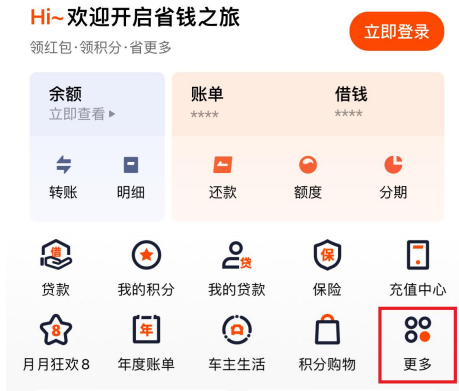 Hi~欢迎开启省钱之旅
立即登录
领红包·领积分·省更多
余额
账单
借钱
立即查看▸
****
****
转账
明细
还款
额度
分期
借
贷
保
贷款
我的积分
我的贷款
保险
充值中心
8
年
月月狂欢8
年度账单
车主生活
积分购物
更多